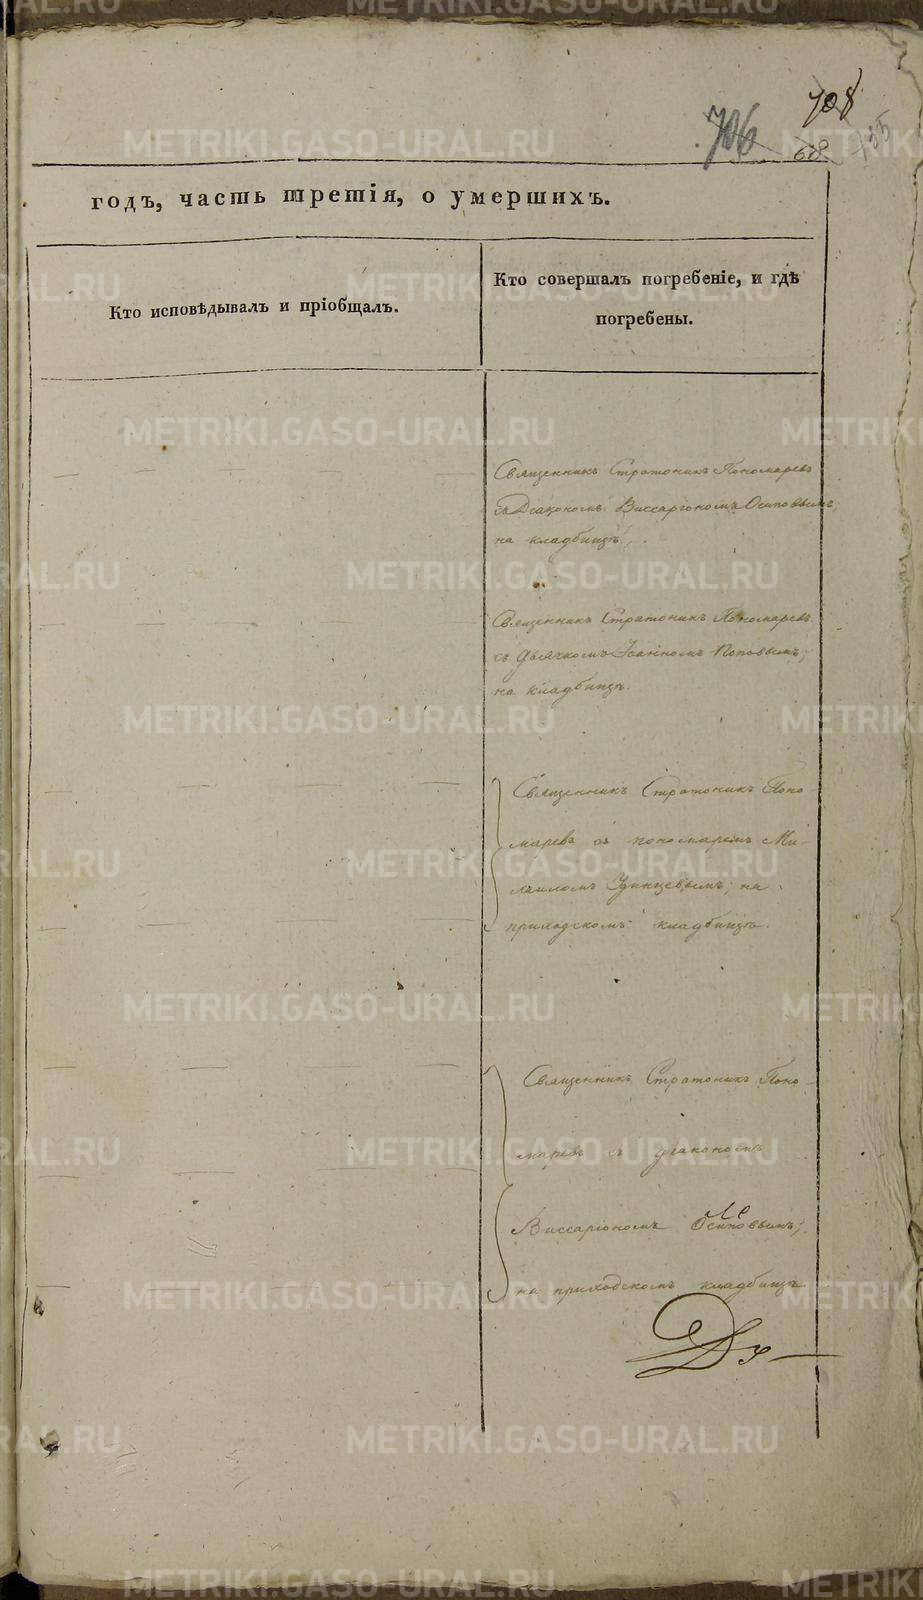 708
706
68
135
годъ, часть третія, о умершихъ.
Кто исповѣдывалъ и пріобщалъ.
Кто совершалъ погребеніе, и гдѣ
погребены.
Священникъ Стратоникъ Пономаревъ
съ Діакономъ Виссаріономъ Осиповымъ,
на кладбищѣ.
Священникъ Стратоникъ Пономаревъ
съ Дьячкомъ Іоанномъ Поповымъ,
на кладбищѣ.
Священникъ Стратоникъ Поно-
маревъ съ пономаремъ Ми-
хаиломъ Удинцевымъ, на
приходскомъ кладбищѣ.
Священникъ Стратоникъ Поно-
маревъ съ діакономъ
Виссаріономъ Осиповымъ,
на приходскомъ кладбищѣ.
METRIKI.GASO-URAL.RU